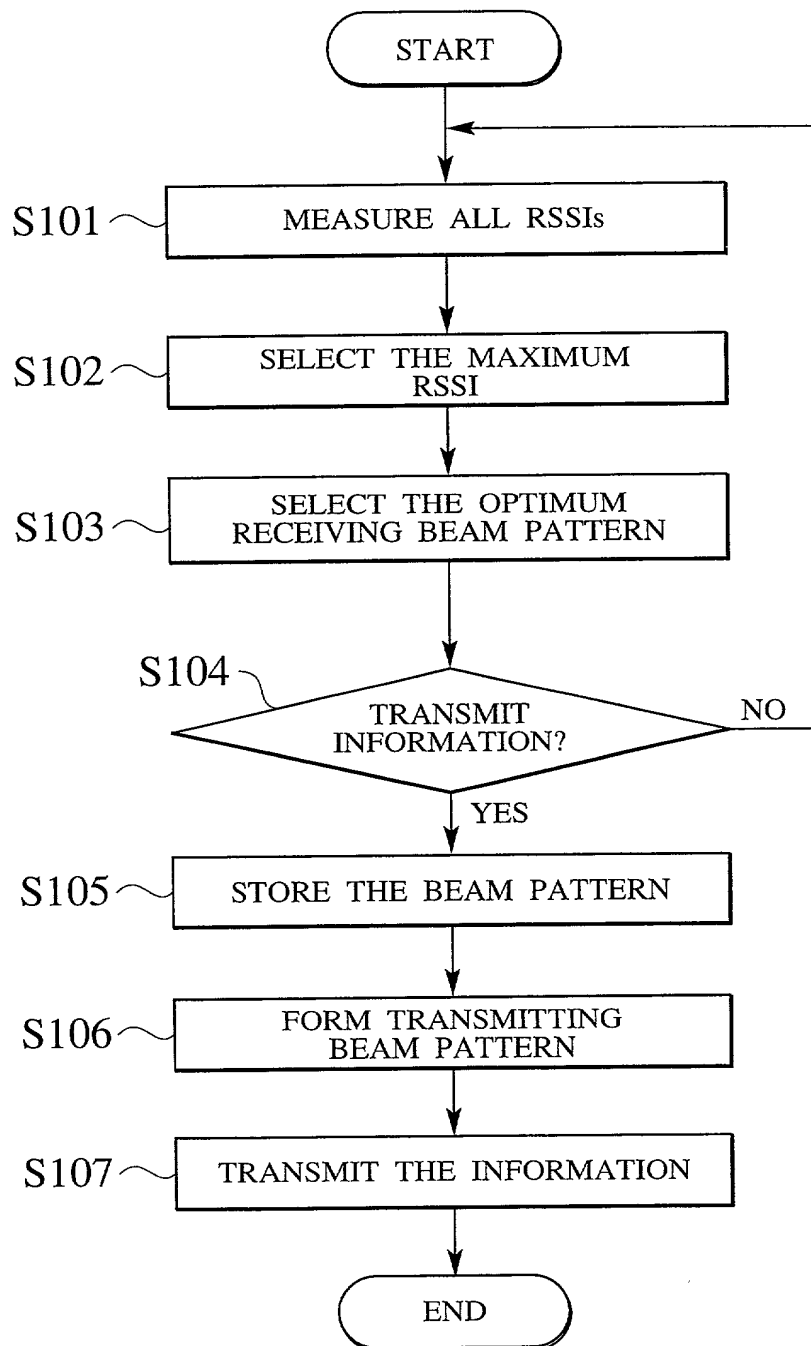 START
S101
MEASURE ALL RSSIs
S102
SELECT THE MAXIMUM
RSSI
S103
SELECT THE OPTIMUM
RECEIVING BEAM PATTERN
S104
TRANSMIT
INFORMATION?
NO
YES
S105
STORE THE BEAM PATTERN
S106
FORM TRANSMITTING
BEAM PATTERN
S107
TRANSMIT THE INFORMATION
END